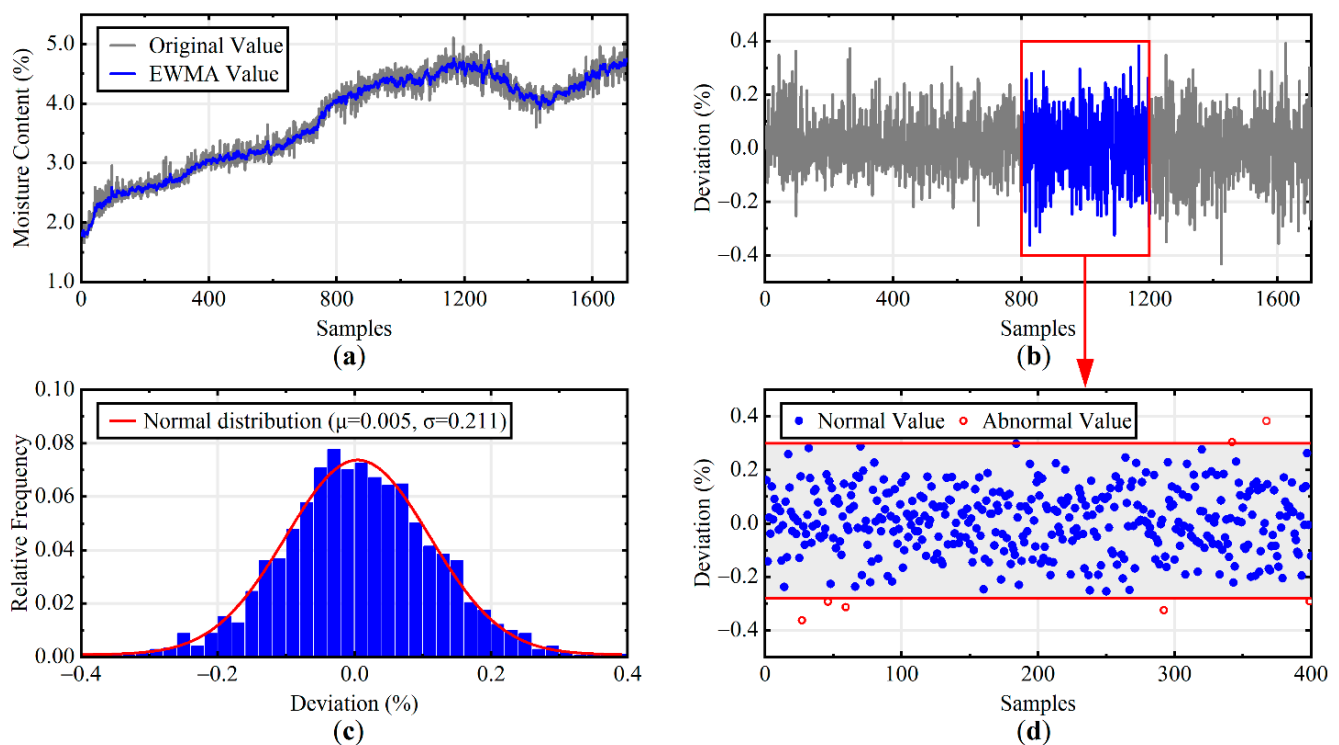 Original Value
EWMA Value
Moisture Content (%)
5.0
4.0
3.0
2.0
1.0
0 400 800 1200 1600
Samples
(a)
0.4
0.2
0.0
−0.2
−0.4
Deviation (%)
0 400 800 1200 1600
Samples
(b)
0.10
0.08
0.06
0.04
0.02
0.00
Relative Frequency
Normal distribution (μ=0.005, σ=0.211)
−0.4 −0.2 0.0 0.2 0.4
Deviation (%)
(c)
Normal Value Abnormal Value
0.4
0.2
0.0
−0.2
−0.4
Deviation (%)
0 100 200 300 400
Samples
(d)